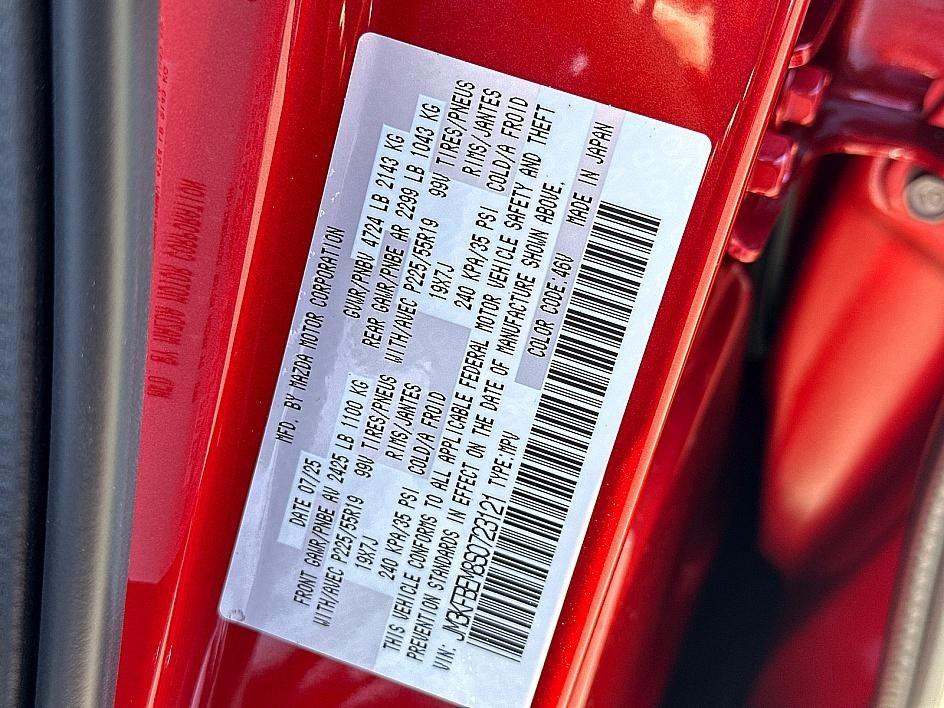 MFD. BY MAZDA MOTOR CORPORATION
DATE 07/25 GVWR/PNBV 4724 LB 2143 KG
FRONT GAWR/PNBE AV 2425 LB 1100 KG REAR GAWR/PNBE AR 2299 LB 1043 KG
WITH/AVEC P225/55R19 99V TIRES/PNEUS WITH/AVEC P225/55R19 99V TIRES/PNEUS
19X7J RIMS/JANTES 19X7J RIMS/JANTES
240 KPA/35 PSI COLD/A FROID 240 KPA/35 PSI COLD/A FROID
THIS VEHICLE CONFORMS TO ALL APPLICABLE FEDERAL MOTOR VEHICLE SAFETY AND THEFT
PREVENTION STANDARDS IN EFFECT ON THE DATE OF MANUFACTURE SHOWN ABOVE.
VIN: TYPE:MPV COLOR CODE:46V MADE IN JAPAN